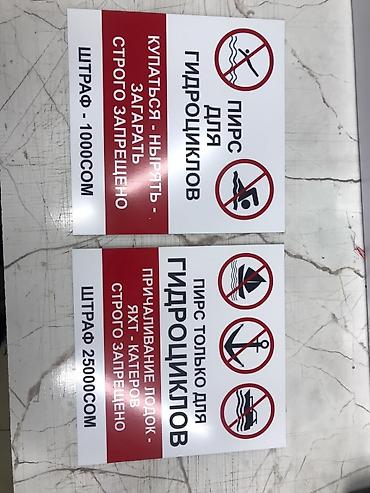 ПИРС
ДЛЯ
ГИДРОЦИКЛОВ
КУПАТЬСЯ - НЫРЯТЬ -
ЗАГАРАТЬ
СТРОГО ЗАПРЕЩЕНО
ШТРАФ - 1000СОМ
ПИРС ТОЛЬКО ДЛЯ
ГИДРОЦИКЛОВ
ПРИЧАЛИВАНИЕ ЛОДОК -
ЯХТ - КАТЕРОВ
СТРОГО ЗАПРЕЩЕНО
ШТРАФ 25000СОМ